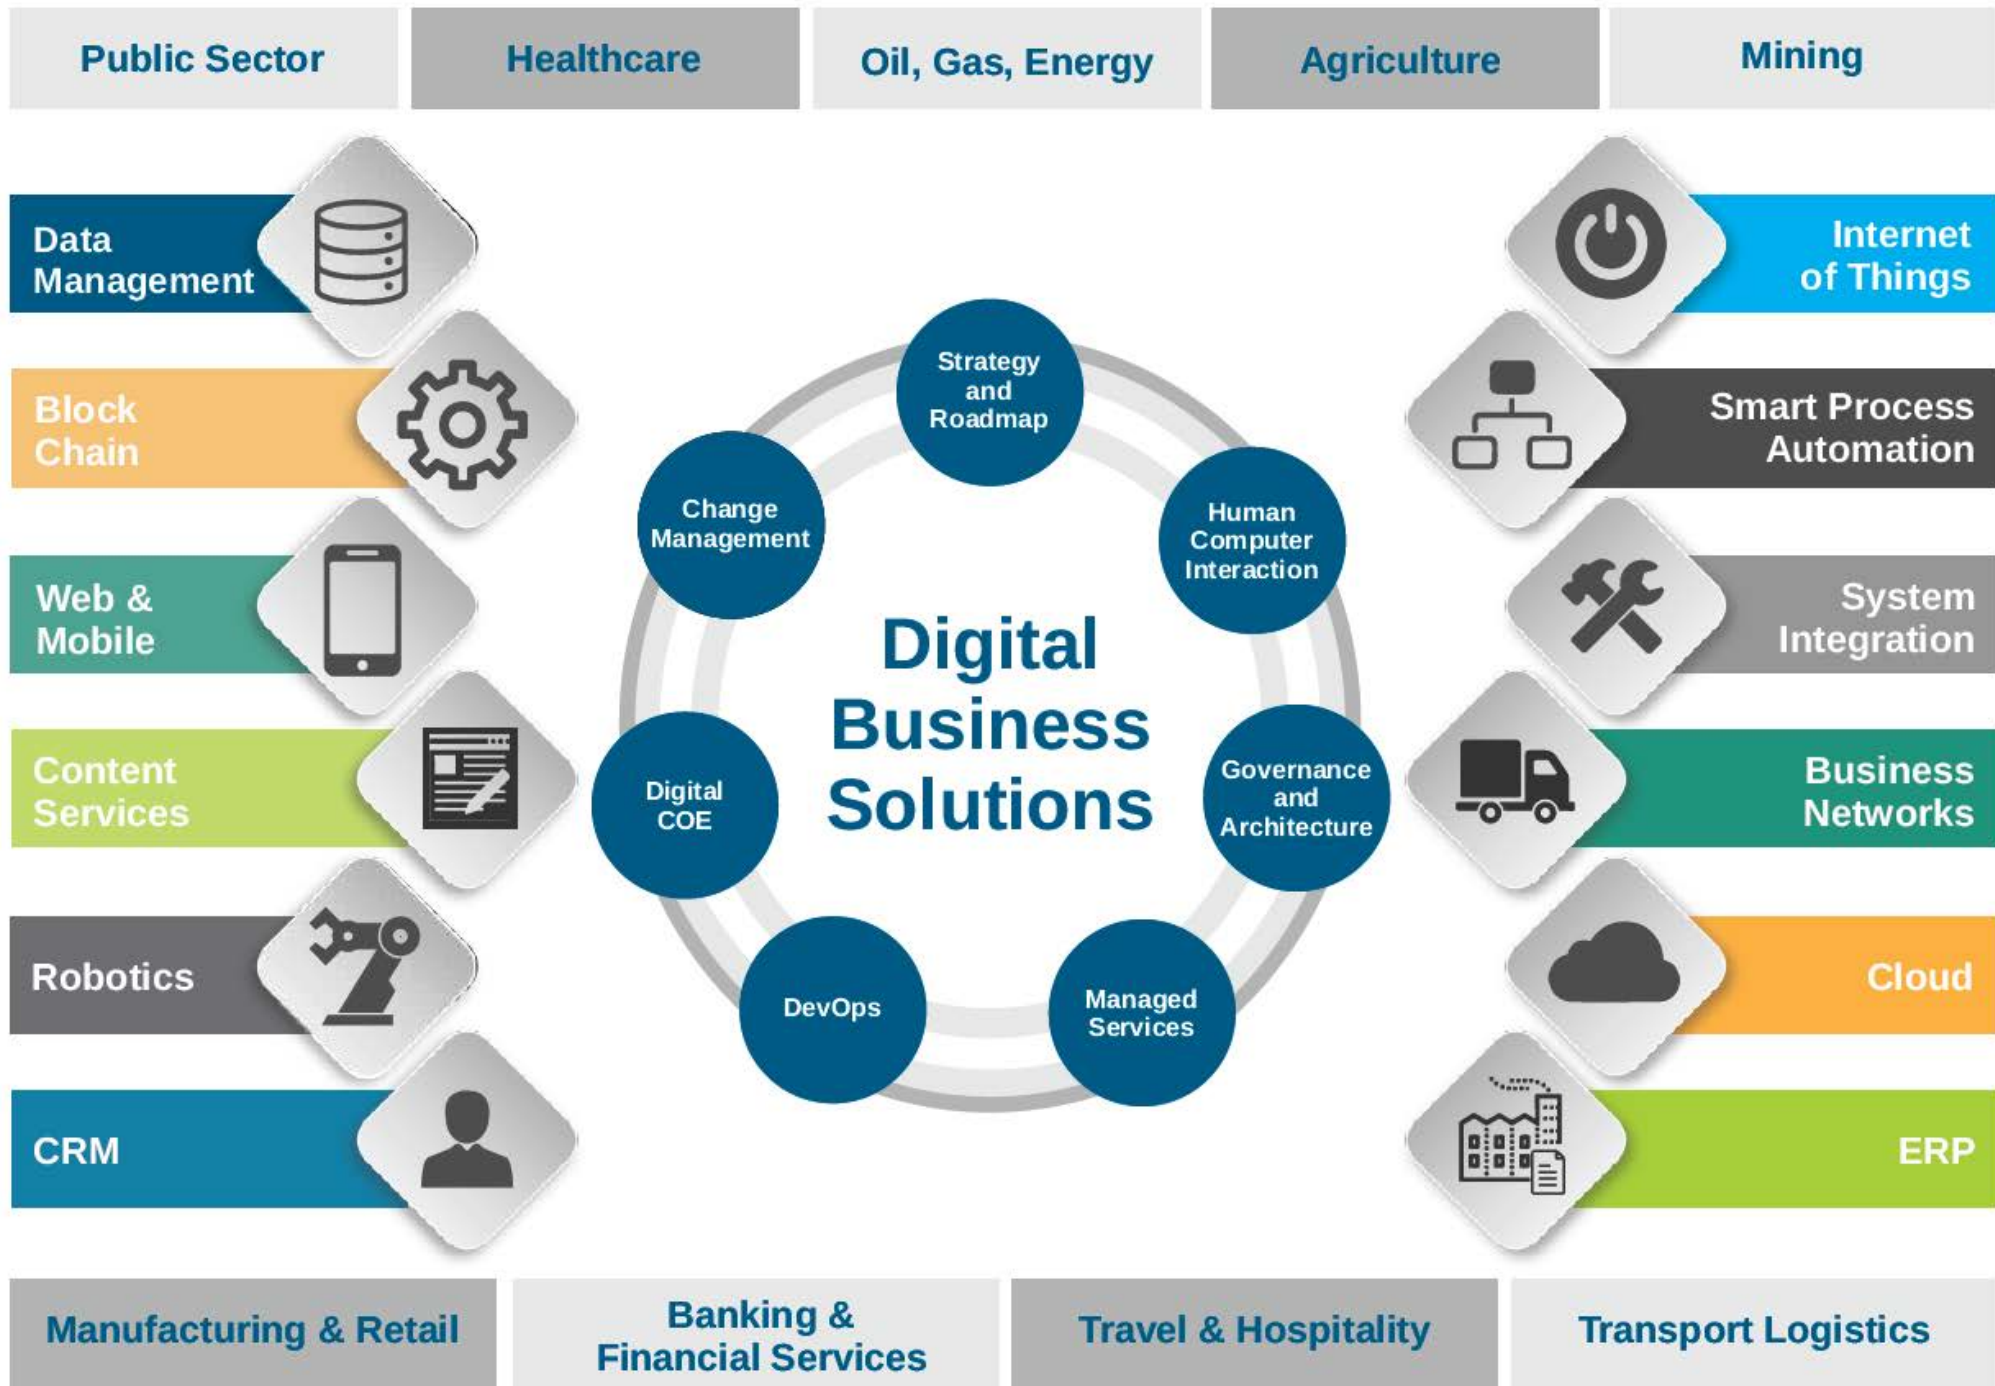 Public Sector
Healthcare
Oil, Gas, Energy
Agriculture
Mining
Data
Management
Block
Chain
Web &
Mobile
Content
Services
Robotics
CRM
Strategy
and
Roadmap
Human
Computer
Interaction
Governance
and
Architecture
Managed
Services
DevOps
Digital
COE
Change
Management
Digital
Business
Solutions
Internet
of Things
Smart Process
Automation
System
Integration
Business
Networks
Cloud
ERP
Manufacturing & Retail
Banking &
Financial Services
Travel & Hospitality
Transport Logistics